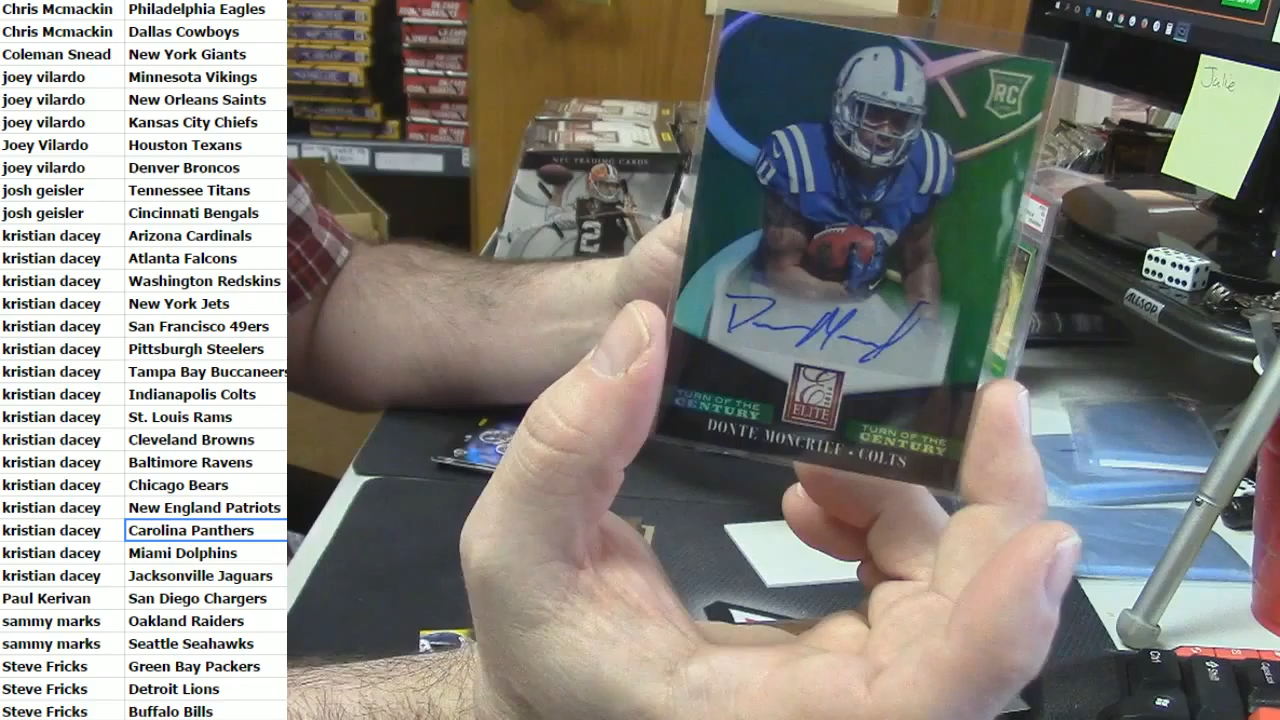 Chris Mcmackin Philadelphia Eagles
Chris Mcmackin Dallas Cowboys
Coleman Snead New York Giants
joey vilardo Minnesota Vikings
joey vilardo New Orleans Saints
joey vilardo Kansas City Chiefs
Joey Vilardo Houston Texans
joey vilardo Denver Broncos
josh geisler Tennessee Titans
josh geisler Cincinnati Bengals
kristian dacey Arizona Cardinals
kristian dacey Atlanta Falcons
kristian dacey Washington Redskins
kristian dacey New York Jets
kristian dacey San Francisco 49ers
kristian dacey Pittsburgh Steelers
kristian dacey Tampa Bay Buccaneers
kristian dacey Indianapolis Colts
kristian dacey St. Louis Rams
kristian dacey Cleveland Browns
kristian dacey Baltimore Ravens
kristian dacey Chicago Bears
kristian dacey New England Patriots
kristian dacey Carolina Panthers
kristian dacey Miami Dolphins
kristian dacey Jacksonville Jaguars
Paul Kerivan San Diego Chargers
sammy marks Oakland Raiders
sammy marks Seattle Seahawks
Steve Fricks Green Bay Packers
Steve Fricks Detroit Lions
Steve Fricks Buffalo Bills
NFL TRADING CARDS
2
RC
ELITE
TURN OF THE
CENTURY
TURN OF THE
CENTURY
DONTE MONCRIEF • COLTS
Julie
ALLSOP
Ctrl
Shift